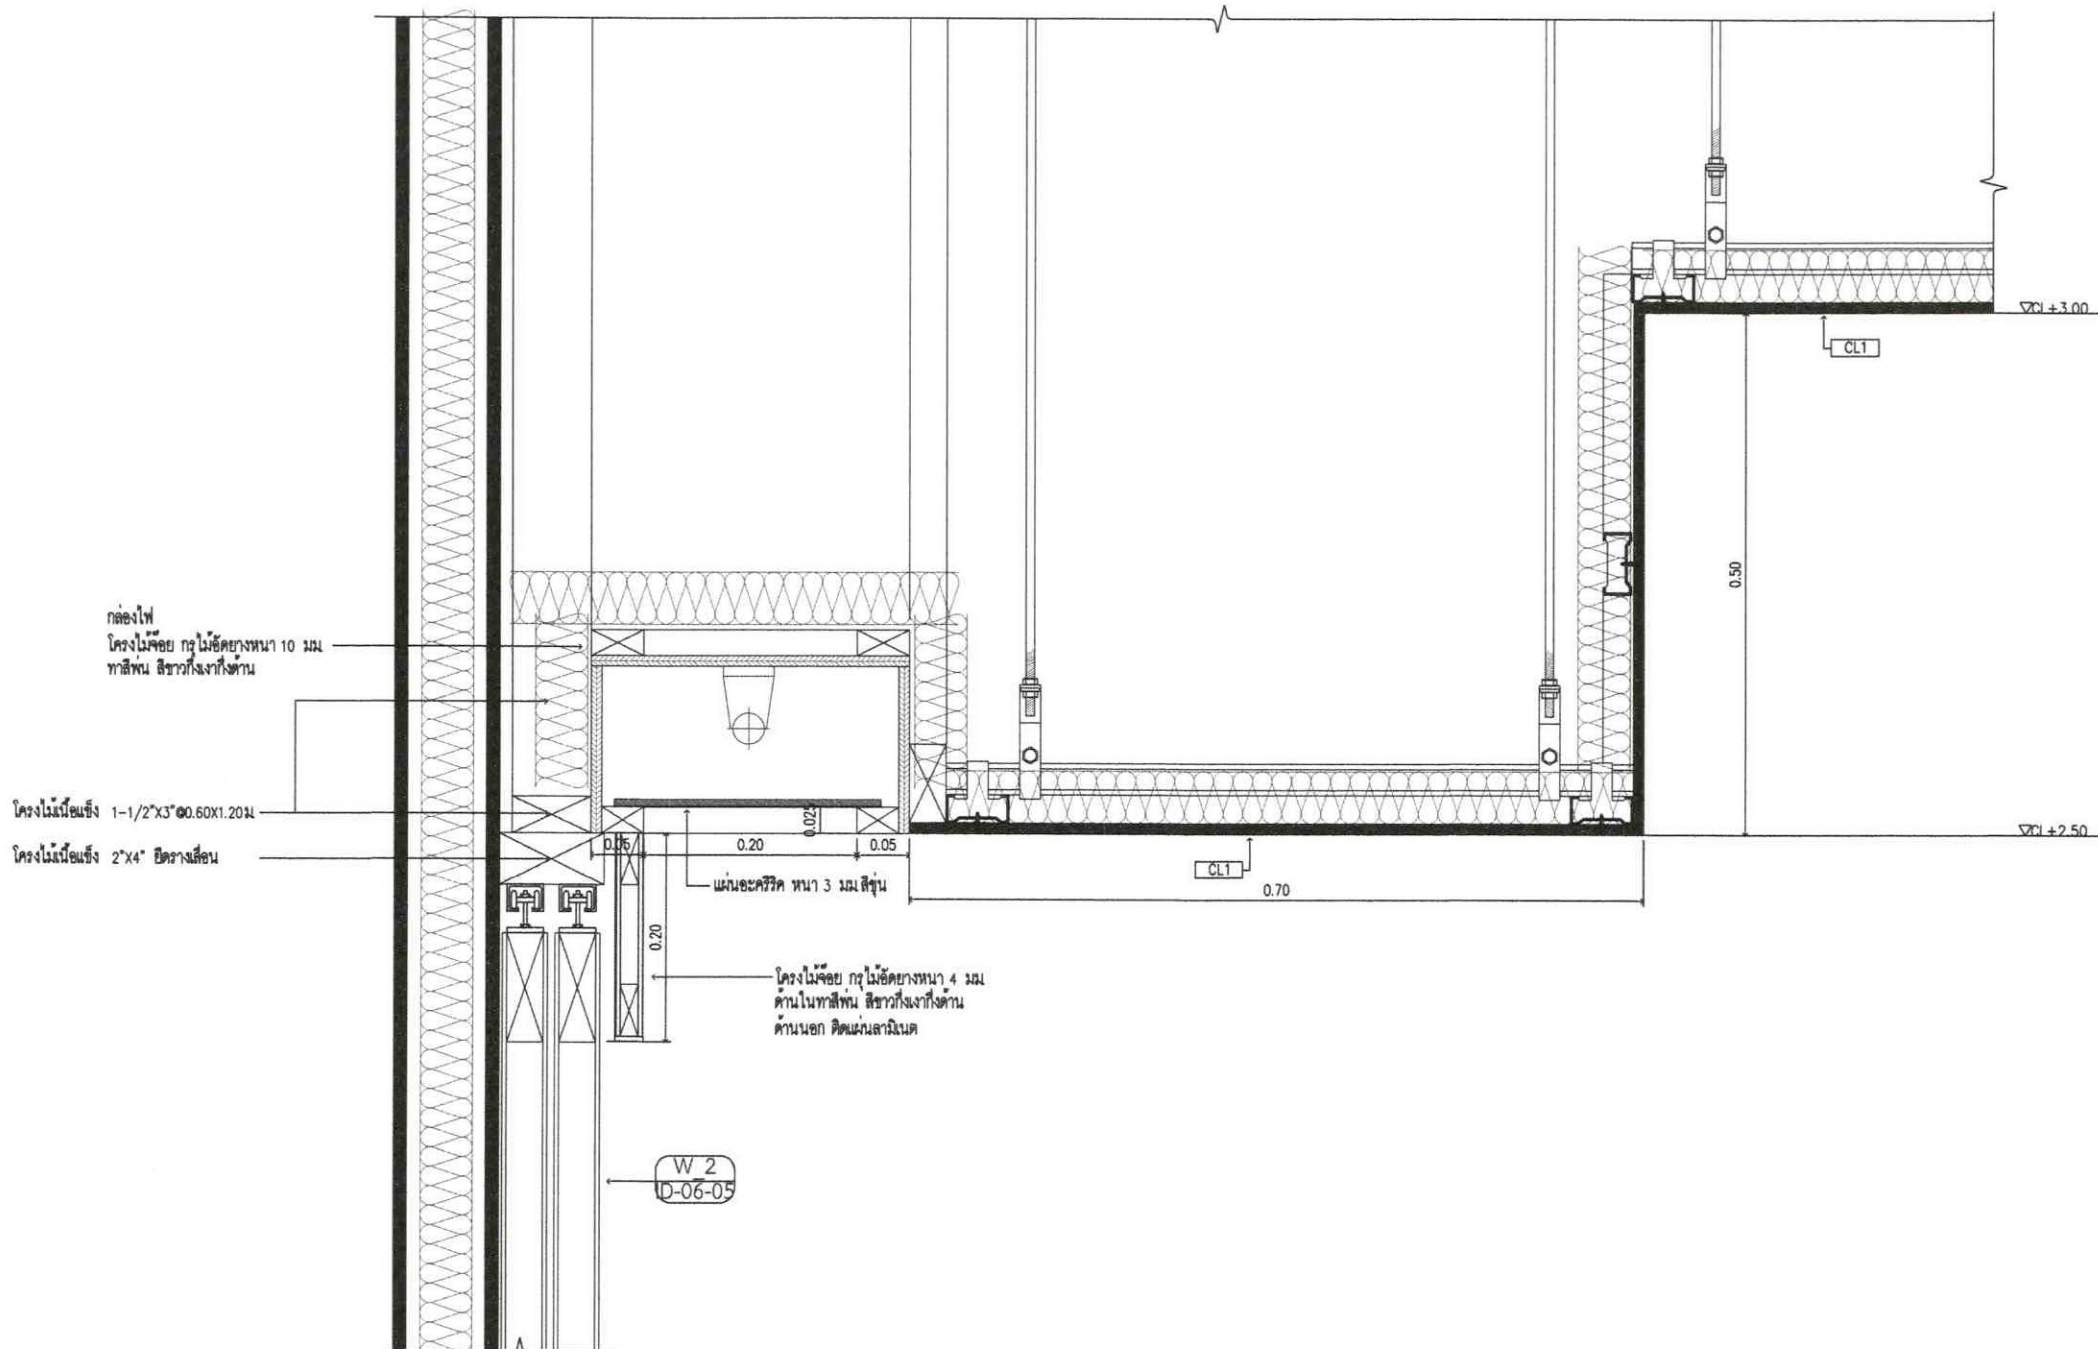 ▽CL+3.00
CL1
0.50
กล่องไฟ
โครงไม้จ๊อย กรุไม้อัดยางหนา 10 มม.
ทาสีพ่น สีขาวกึ่งเงากึ่งด้าน
โครงไม้เนื้อแข็ง 1-1/2"X3"@0.60X1.20ม
0.025
▽CL+2.50
โครงไม้เนื้อแข็ง 2"X4" ยึดรางเลื่อน
0.05
0.20
0.05
CL1
แผ่นอะคริริค หนา 3 มม.สีขุ่น
0.70
0.20
โครงไม้จ๊อย กรุไม้อัดยางหนา 4 มม.
ด้านในทาสีพ่น สีขาวกึ่งเงากึ่งด้าน
ด้านนอก ติดแผ่นลามิเนต
W_2
ID-06-05